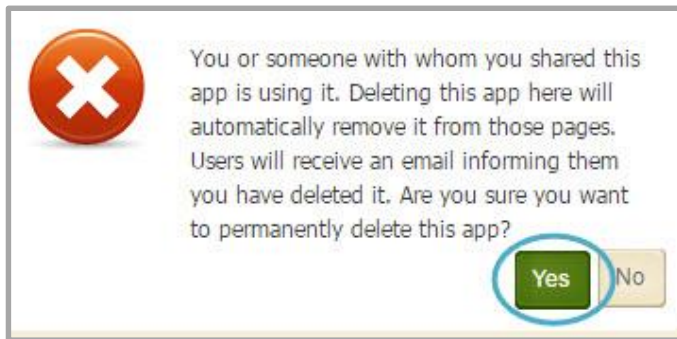 You or someone with whom you shared this
app is using it. Deleting this app here will
automatically remove it from those pages.
Users will receive an email informing them
you have deleted it. Are you sure you want
to permanently delete this app?
Yes No